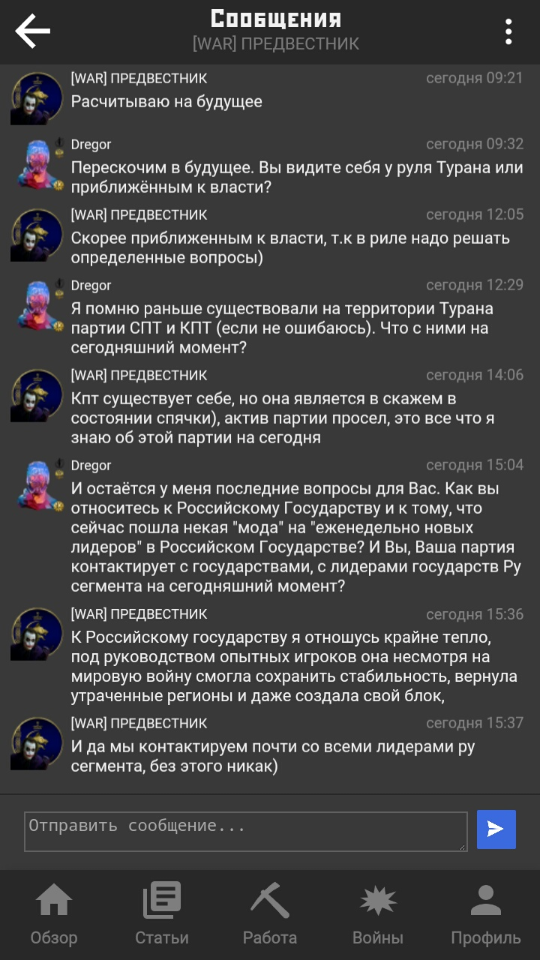 Сообщения
[WAR] ПРЕДВЕСТНИК
[WAR] ПРЕДВЕСТНИК сегодня 09:21
Расчитываю на будущее
Dregor сегодня 09:32
Перескочим в будущее. Вы видите себя у руля Турана или
приближённым к власти?
[WAR] ПРЕДВЕСТНИК сегодня 12:05
Скорее приближенным к власти, т.к в риле надо решать
определенные вопросы)
Dregor сегодня 12:29
Я помню раньше существовали на территории Турана
партии СПТ и КПТ (если не ошибаюсь). Что с ними на
сегодняшний момент?
[WAR] ПРЕДВЕСТНИК сегодня 14:06
Кпт существует себе, но она является в скажем в
состоянии спячки), актив партии просел, это все что я
знаю об этой партии на сегодня
Dregor сегодня 15:04
И остаётся у меня последние вопросы для Вас. Как вы
относитесь к Российскому Государству и к тому, что
сейчас пошла некая "мода" на "еженедельно новых
лидеров" в Российском Государстве? И Вы, Ваша партия
контактирует с государствами, с лидерами государств Ру
сегмента на сегодняшний момент?
[WAR] ПРЕДВЕСТНИК сегодня 15:36
К Российскому государству я отношусь крайне тепло,
под руководством опытных игроков она несмотря на
мировую войну смогла сохранить стабильность, вернула
утраченные регионы и даже создала свой блок,
[WAR] ПРЕДВЕСТНИК сегодня 15:37
И да мы контактируем почти со всеми лидерами ру
сегмента, без этого никак)
Отправить сообщение...
Обзор Статьи Работа Войны Профиль